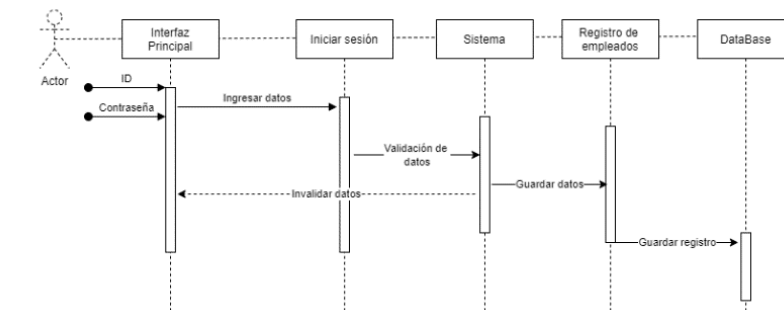 Interfaz
Principal
Iniciar sesión
Sistema
Registro de
empleados
DataBase
Actor
ID
Contraseña
Ingresar datos
Validación de
datos
Invalidar datos
Guardar datos
Guardar registro